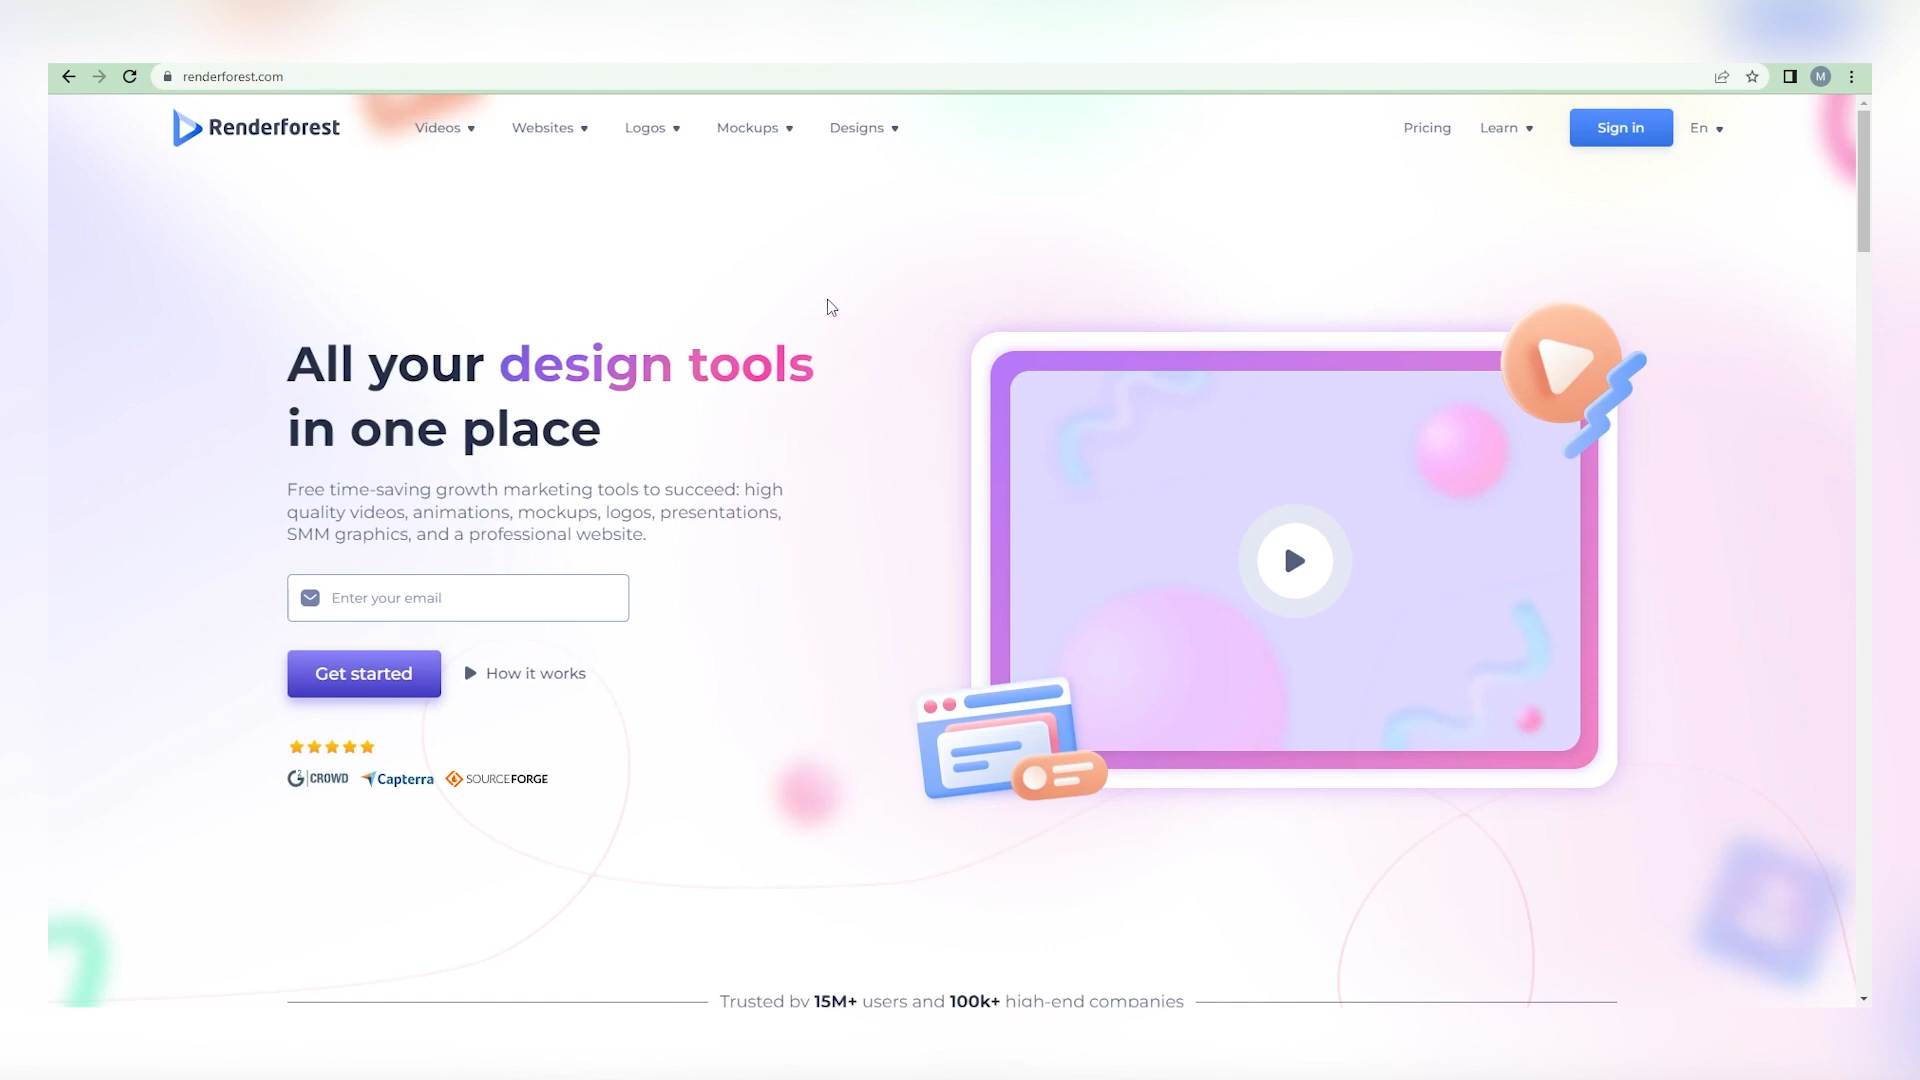 renderforest.com
M
Renderforest
Videos
Websites
Logos
Mockups
Designs
Pricing
Learn
Sign in
En
All your design tools
in one place
Free time-saving growth marketing tools to succeed: high
quality videos, animations, mockups, logos, presentations,
SMM graphics, and a professional website.
Enter your email
Get started
How it works
G2 CROWD
Capterra
SOURCEFORGE
Trusted by 15M+ users and 100k+ high-end companies